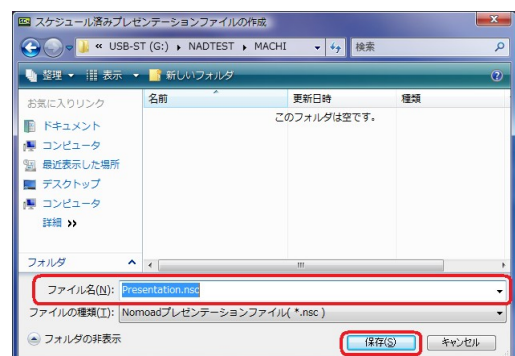 スケジュール済みプレゼンテーションファイルの作成
« USB-ST (G:) ▸ NADTEST ▸ MACHI
検索
整理 表示 新しいフォルダ
お気に入りリンク
ドキュメント
コンピュータ
最近表示した場所
デスクトップ
コンピュータ
詳細 »
フォルダ
名前 更新日時 種類
このフォルダは空です。
ファイル名(N): Presentation.nsc
ファイルの種類(T): Nomoadプレゼンテーションファイル( *.nsc )
フォルダの非表示 保存(S) キャンセル